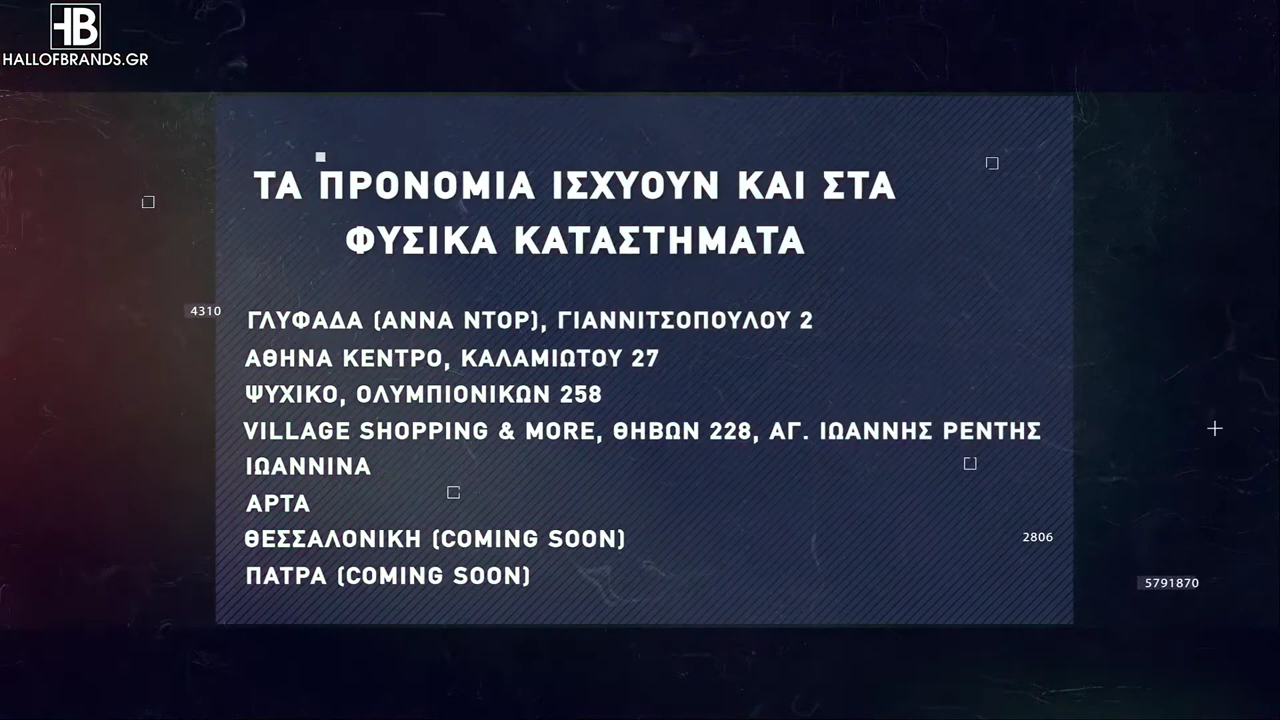 HB
HALLOFBRANDS.GR
ΤΑ ΠΡΟΝΟΜΙΑ ΙΣΧΥΟΥΝ ΚΑΙ ΣΤΑ
ΦΥΣΙΚΑ ΚΑΤΑΣΤΗΜΑΤΑ
4310
ΓΛΥΦΑΔΑ (ΑΝΝΑ ΝΤΟΡ), ΓΙΑΝΝΙΤΣΟΠΟΥΛΟΥ 2
ΑΘΗΝΑ ΚΕΝΤΡΟ, ΚΑΛΑΜΙΩΤΟΥ 27
ΨΥΧΙΚΟ, ΟΛΥΜΠΙΟΝΙΚΩΝ 258
VILLAGE SHOPPING & MORE, ΘΗΒΩΝ 228, ΑΓ. ΙΩΑΝΝΗΣ ΡΕΝΤΗΣ
ΙΩΑΝΝΙΝΑ
ΑΡΤΑ
ΘΕΣΣΑΛΟΝΙΚΗ (COMING SOON)
2806
ΠΑΤΡΑ (COMING SOON)
5791870